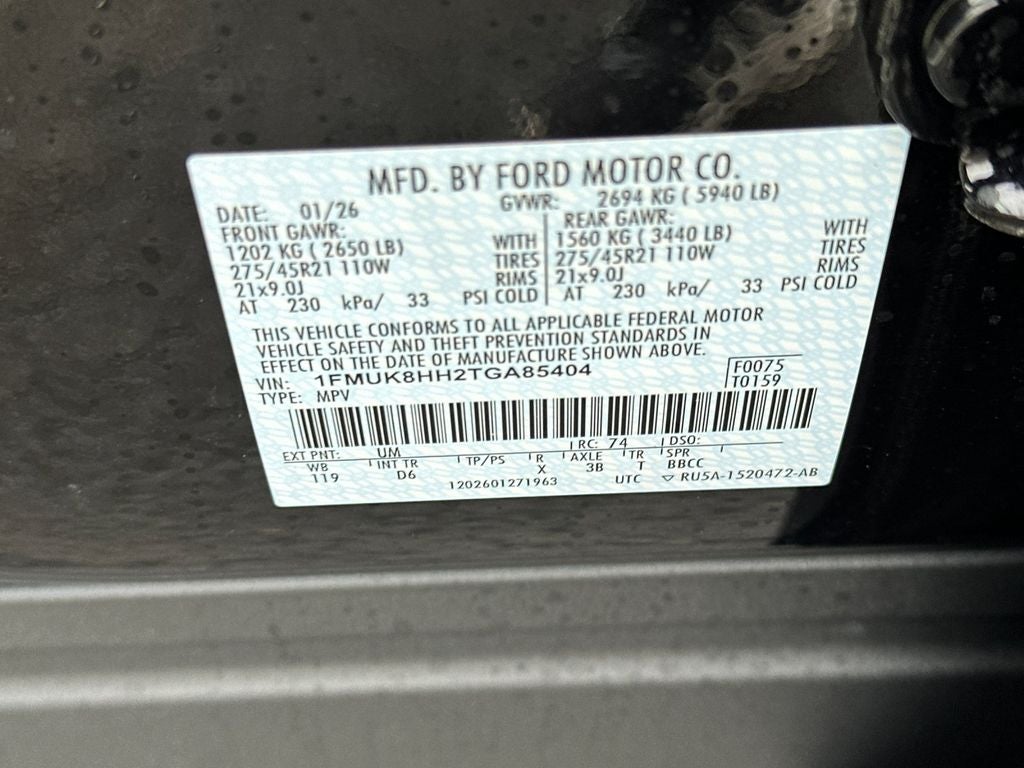 MFD. BY FORD MOTOR CO.
DATE: 01/26 GVWR: 2694 KG ( 5940 LB)
FRONT GAWR: REAR GAWR:
1202 KG ( 2650 LB) WITH 1560 KG ( 3440 LB) WITH
275/45R21 110W TIRES 275/45R21 110W TIRES
21x9.0J RIMS 21x9.0J RIMS
AT 230 kPa/ 33 PSI COLD AT 230 kPa/ 33 PSI COLD
THIS VEHICLE CONFORMS TO ALL APPLICABLE FEDERAL MOTOR
VEHICLE SAFETY AND THEFT PREVENTION STANDARDS IN
EFFECT ON THE DATE OF MANUFACTURE SHOWN ABOVE.
VIN: 1FMUK8HH2TGA85404 F0075
TYPE: MPV T0159
EXT PNT: UM RC: 74 DSO:
WB INT TR TP/PS R AXLE TR SPR
119 D6 X 3B T BBCC
1202601271963 UTC ▽ RU5A-1520472-AB